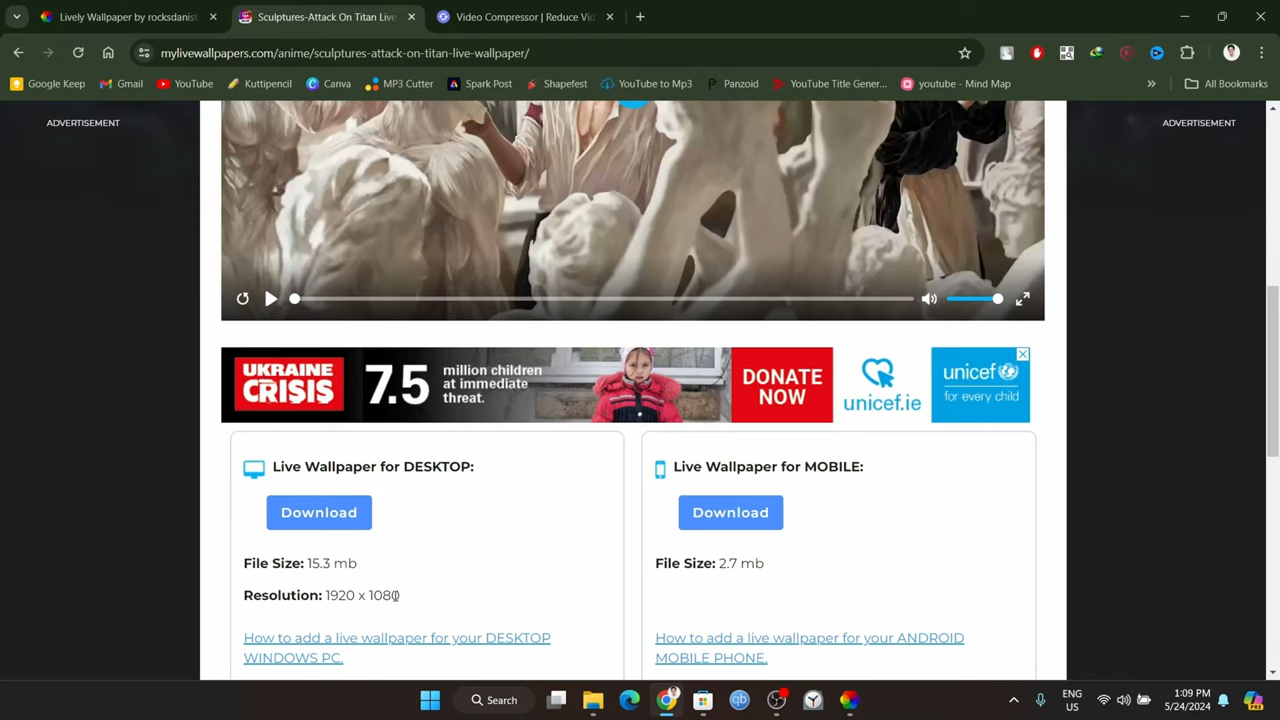 Lively Wallpaper by rocksdanist
Sculptures-Attack On Titan Live
Video Compressor | Reduce Vid
mylivewallpapers.com/anime/sculptures-attack-on-titan-live-wallpaper/
Google Keep
Gmail
YouTube
Kuttipencil
Canva
MP3 Cutter
Spark Post
Shapefest
YouTube to Mp3
Panzoid
YouTube Title Gener...
youtube - Mind Map
»
All Bookmarks
ADVERTISEMENT
ADVERTISEMENT
UKRAINE
CRISIS
7.5
million children
at immediate
threat.
DONATE
NOW
unicef.ie
unicef
for every child
Live Wallpaper for DESKTOP:
Download
File Size: 15.3 mb
Resolution: 1920 x 1080
How to add a live wallpaper for your DESKTOP
WINDOWS PC.
Live Wallpaper for MOBILE:
Download
File Size: 2.7 mb
How to add a live wallpaper for your ANDROID
MOBILE PHONE.
Search
qb
ENG
US
1:09 PM
5/24/2024